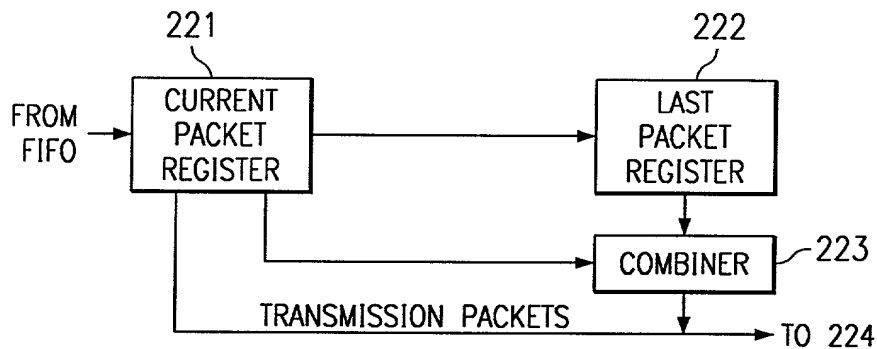 221
222
FROM
FIFO
CURRENT
PACKET
REGISTER
LAST
PACKET
REGISTER
COMBINER
223
TRANSMISSION PACKETS
TO 224